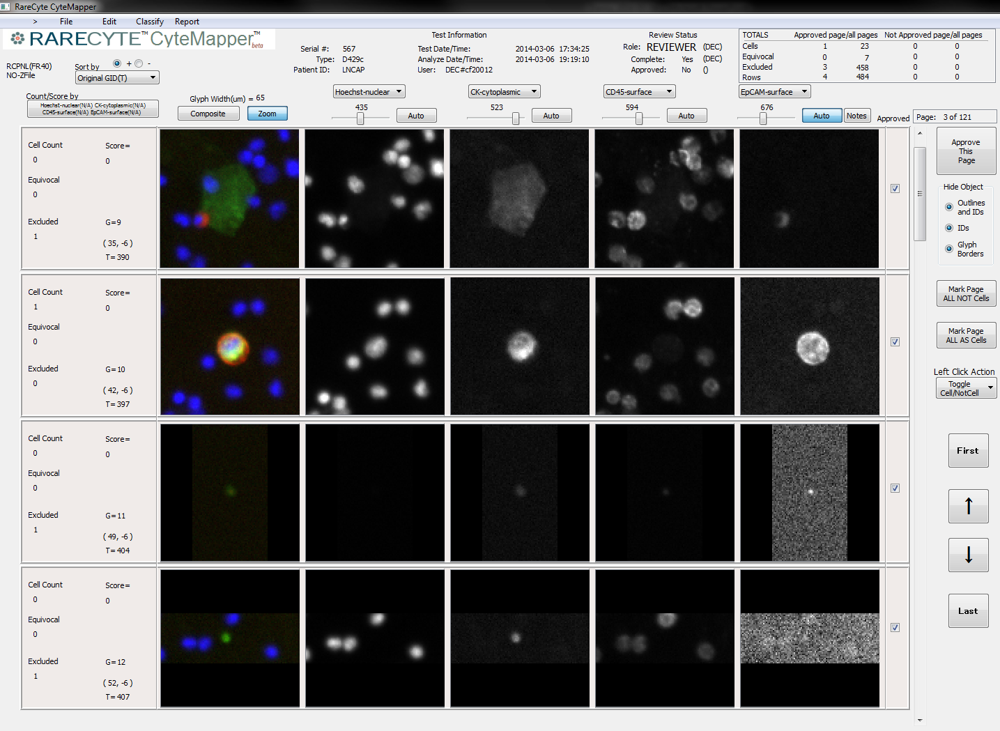 RareCyte CyteMapper
> File Edit Classify Report
RARECYTE™ CyteMapper™ beta
Test Information
Serial #: 567 Test Date/Time: 2014-03-06 17:34:25
Type: D429c Analyze Date/Time: 2014-03-06 19:19:10
Patient ID: LNCAP User: DEC#cf20012
Review Status
Role: REVIEWER (DEC)
Complete: Yes (DEC)
Approved: No ()
TOTALS Approved page/all pages Not Approved page/all pages
Cells 1 23 0 0
Equivocal 0 7 0 0
Excluded 3 458 0 0
Rows 4 484 0 0
RCPNL(FR40)
NO-ZFile
Sort by + -
Original GID(T)
Count/Score by
Hoechst-nuclear(N/A) CK-cytoplasmic(N/A)
CD45-surface(N/A) EpCAM-surface(N/A)
Glyph Width(um) = 65
Composite Zoom
Hoechst-nuclear CK-cytoplasmic CD45-surface EpCAM-surface
435 Auto 523 Auto 594 Auto 676 Auto Notes
Approved Page: 3 of 121
Cell Count Score=
0 0
Equivocal
0
Excluded G=9
1 ( 35, -6 )
T= 390
Cell Count Score=
1 0
Equivocal
0
Excluded G=10
0 ( 42, -6 )
T= 397
Cell Count Score=
0 0
Equivocal
0
Excluded G=11
1 ( 49, -6 )
T= 404
Cell Count Score=
0 0
Equivocal
0
Excluded G=12
1 ( 52, -6 )
T= 407
Approve
This
Page
Hide Object
Outlines
and IDs
IDs
Glyph
Borders
Mark Page
ALL NOT Cells
Mark Page
ALL AS Cells
Left Click Action
Toggle
Cell/NotCell
First
↑
↓
Last